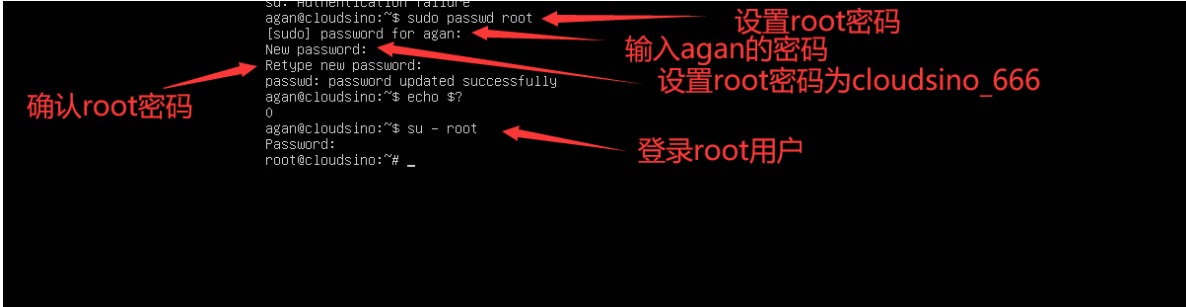 su: Authentication failure
agan@cloudsino:~$ sudo passwd root
设置root密码
[sudo] password for agan:
输入agan的密码
New password:
设置root密码为cloudsino_666
Retype new password:
确认root密码
passwd: password updated successfully
agan@cloudsino:~$ echo $?
0
agan@cloudsino:~$ su - root
登录root用户
Password:
root@cloudsino:~# _